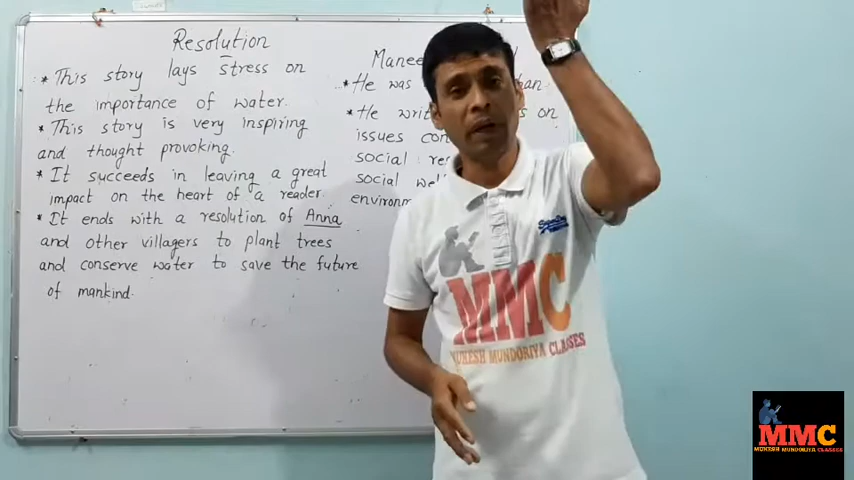 Resolution
* This story lays stress on
the importance of water.
* This story is very inspiring
and thought provoking.
* It succeeds in leaving a great
impact on the heart of a reader.
* It ends with a resolution of Anna
and other villagers to plant trees
and conserve water to save the future
of mankind.
* He was
* He
issues
social
social
on
MMC
MUKESH MUNDORIYA CLASSES
Superdry
MMC
MUKESH MUNDORIYA CLASSES